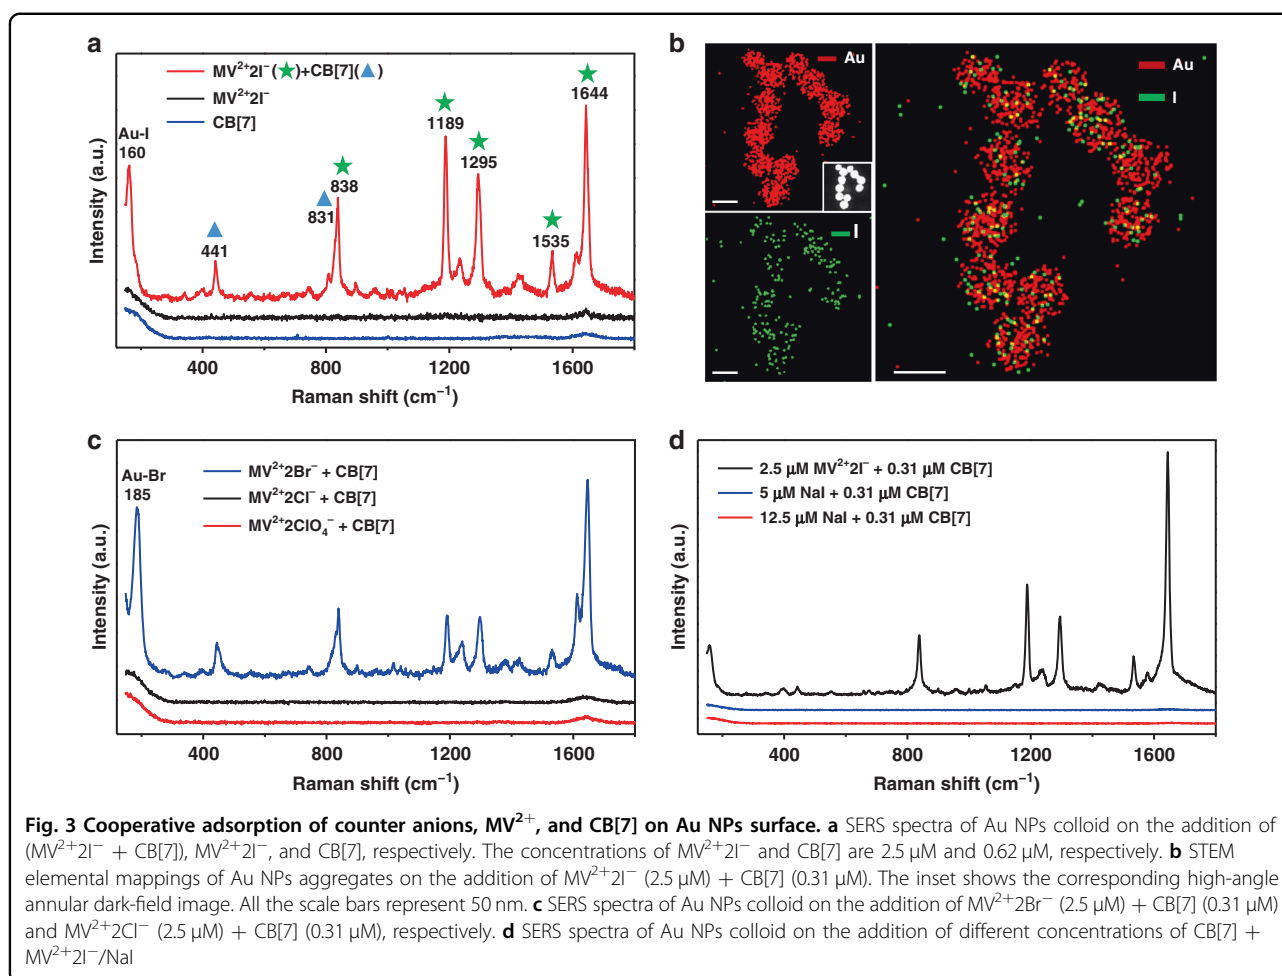 a
MV²⁺2I⁻(★)+CB[7](▲)
MV²⁺2I⁻
CB[7]
Au-I
160
441
831
838
1189
1295
1535
1644
Intensity (a.u.)
400 800 1200 1600
Raman shift (cm⁻¹)
b
Au
I
Au
I
c
Au-Br
185
MV²⁺2Br⁻ + CB[7]
MV²⁺2Cl⁻ + CB[7]
MV²⁺2ClO₄⁻ + CB[7]
Intensity (a.u.)
400 800 1200 1600
Raman shift (cm⁻¹)
d
2.5 µM MV²⁺2I⁻ + 0.31 µM CB[7]
5 µM NaI + 0.31 µM CB[7]
12.5 µM NaI + 0.31 µM CB[7]
Intensity (a.u.)
400 800 1200 1600
Raman shift (cm⁻¹)
Fig. 3 Cooperative adsorption of counter anions, MV²⁺, and CB[7] on Au NPs surface. a SERS spectra of Au NPs colloid on the addition of
(MV²⁺2I⁻ + CB[7]), MV²⁺2I⁻, and CB[7], respectively. The concentrations of MV²⁺2I⁻ and CB[7] are 2.5 µM and 0.62 µM, respectively. b STEM
elemental mappings of Au NPs aggregates on the addition of MV²⁺2I⁻ (2.5 µM) + CB[7] (0.31 µM). The inset shows the corresponding high-angle
annular dark-field image. All the scale bars represent 50 nm. c SERS spectra of Au NPs colloid on the addition of MV²⁺2Br⁻ (2.5 µM) + CB[7] (0.31 µM)
and MV²⁺2Cl⁻ (2.5 µM) + CB[7] (0.31 µM), respectively. d SERS spectra of Au NPs colloid on the addition of different concentrations of CB[7] +
MV²⁺2I⁻/NaI